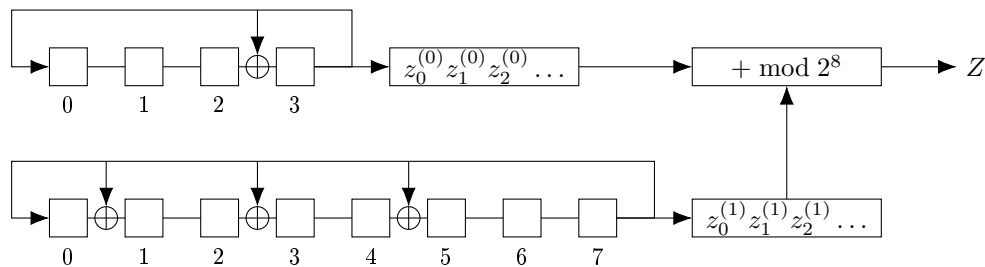 z_0^{(0)} z_1^{(0)} z_2^{(0)} …
+ mod 2^8
Z
0 1 2 3
z_0^{(1)} z_1^{(1)} z_2^{(1)} …
0 1 2 3 4 5 6 7